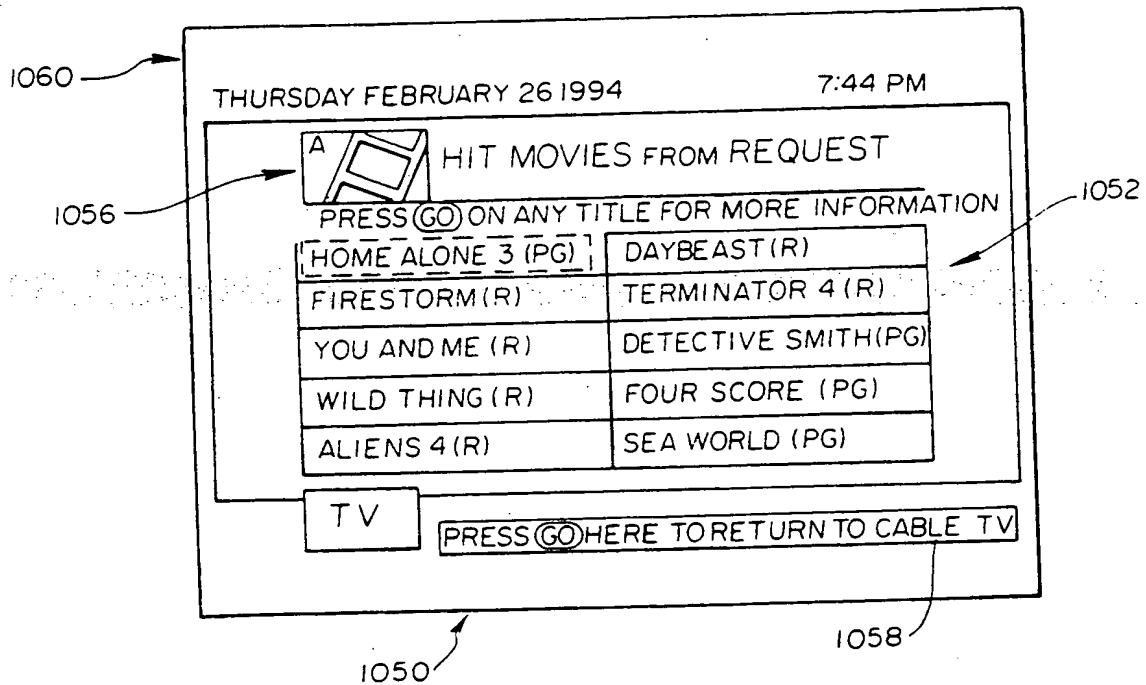 1060
THURSDAY FEBRUARY 26 1994 7:44 PM
A
HIT MOVIES FROM REQUEST
1056
1052
PRESS GO ON ANY TITLE FOR MORE INFORMATION
HOME ALONE 3 (PG) DAYBEAST (R)
FIRESTORM (R) TERMINATOR 4 (R)
YOU AND ME (R) DETECTIVE SMITH (PG)
WILD THING (R) FOUR SCORE (PG)
ALIENS 4 (R) SEA WORLD (PG)
TV
PRESS GO HERE TO RETURN TO CABLE TV
1058
1050